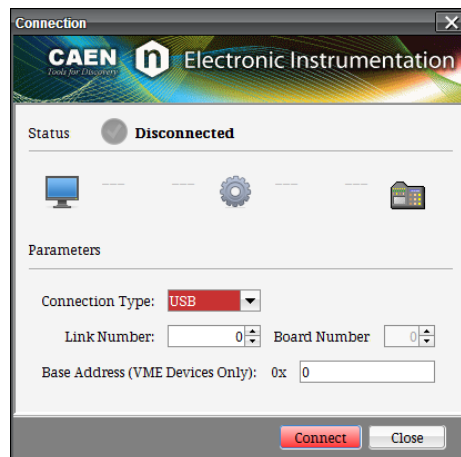 Connection
CAEN n Electronic Instrumentation
Tools for Discovery
Status Disconnected
Parameters
Connection Type: USB
Link Number: 0 Board Number 0
Base Address (VME Devices Only): 0x 0
Connect Close